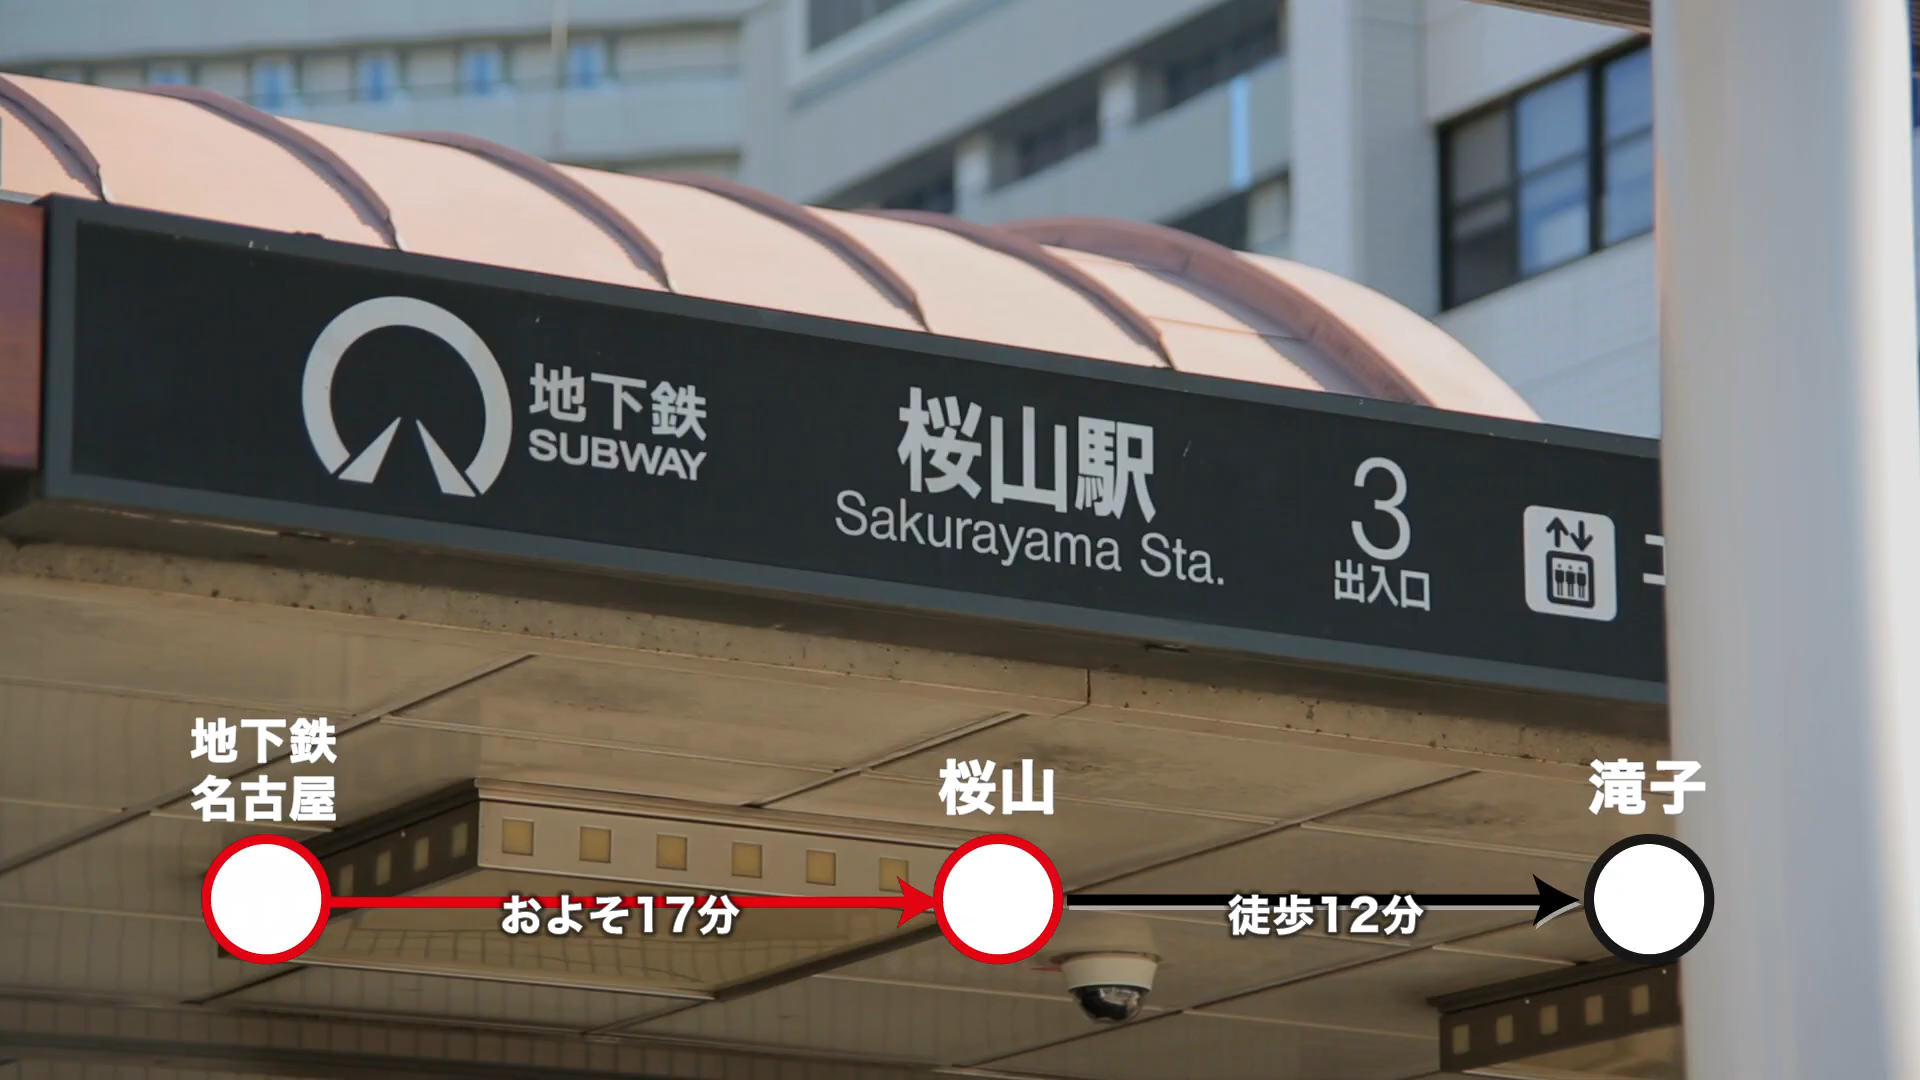 地下鉄
SUBWAY
桜山駅
Sakurayama Sta.
3
出入口
地下鉄
名古屋
桜山
滝子
およそ17分
徒歩12分